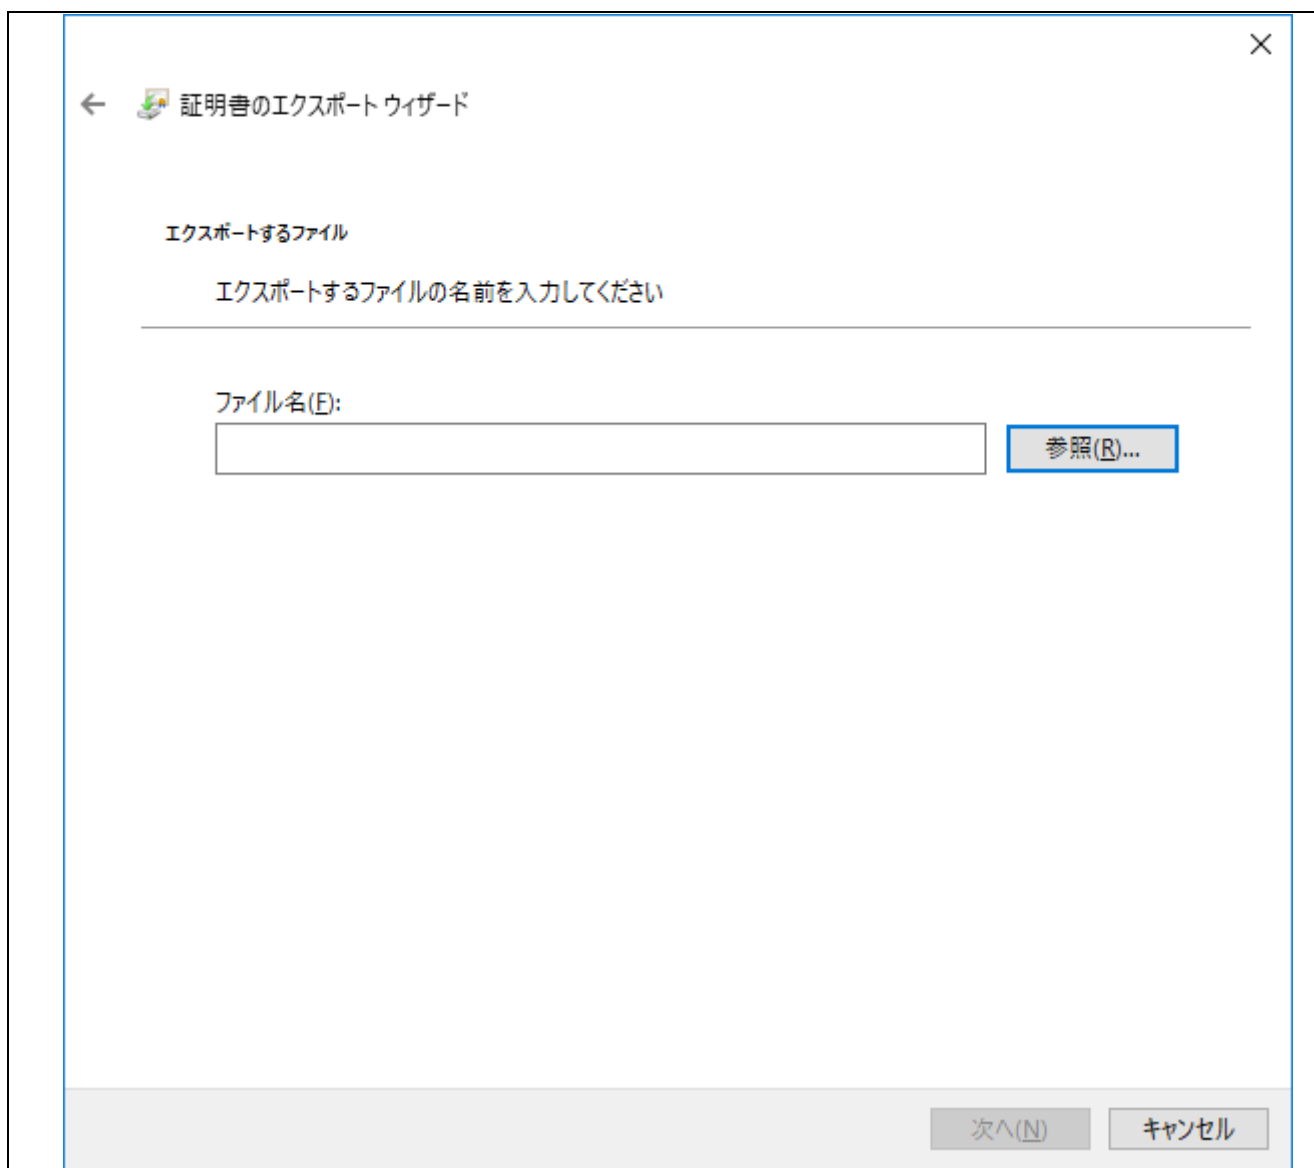 証明書のエクスポート ウィザード
エクスポートするファイル
エクスポートするファイルの名前を入力してください
ファイル名(F):
参照(R)...
次へ(N)
キャンセル